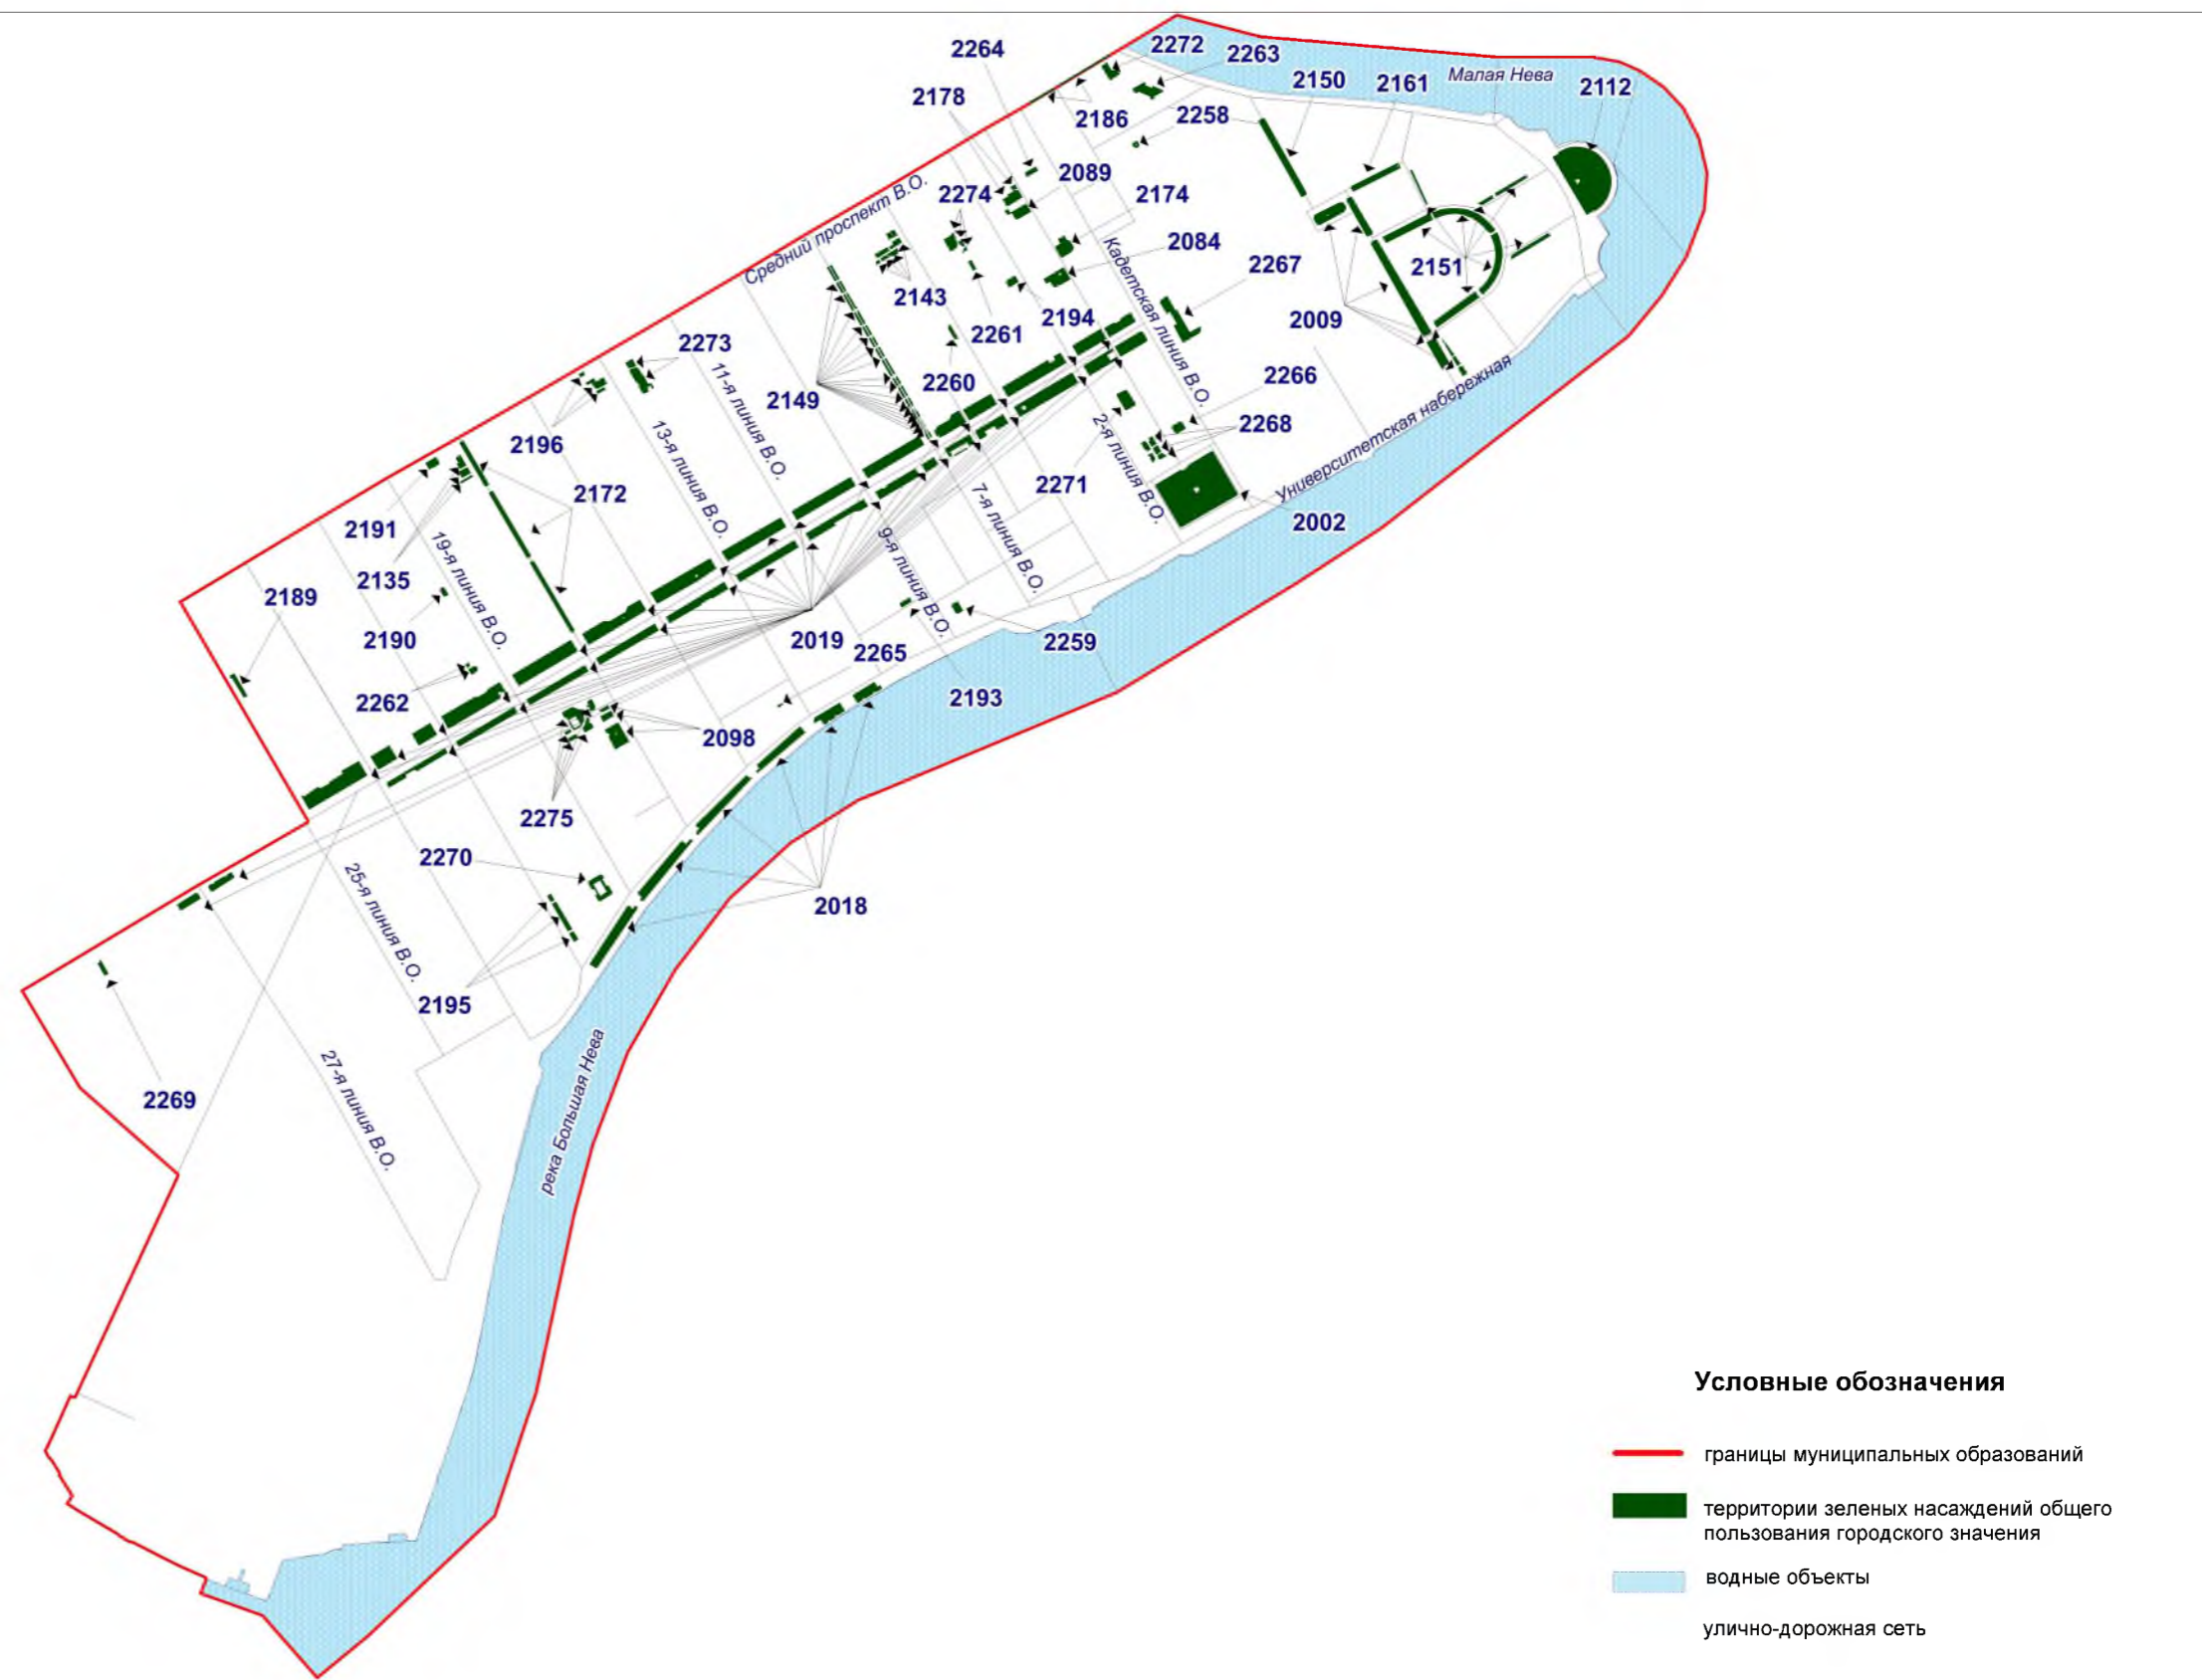 2264
2272
2263
2150
2161
Малая Нева
2112
2178
2186
2258
2089
2274
2174
Средний проспект В.О.
2084
2267
2151
2143
Кадетская линия В.О.
2009
2261
2194
2273
2260
2266
11-я линия В.О.
2149
2268
2196
13-я линия В.О.
2-я линия В.О.
Университетская набережная
2172
2271
7-я линия В.О.
2002
2191
2135
19-я линия В.О.
9-я линия В.О.
2189
2190
2019
2265
2259
2262
2193
2098
2275
2270
25-я линия В.О.
2018
2195
27-я линия В.О.
2269
река Большая Нева
Условные обозначения
границы муниципальных образований
территории зеленых насаждений общего
пользования городского значения
водные объекты
улично-дорожная сеть